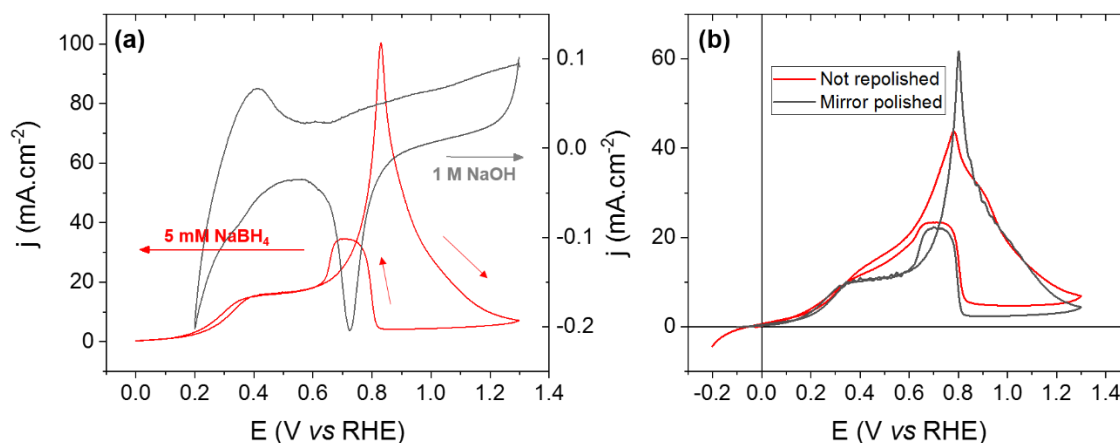 (a)
100
80
60
40
20
0
j (mA.cm-2)
0.1
0.0
-0.1
-0.2
j (mA.cm-2)
1 M NaOH
5 mM NaBH4
0.0 0.2 0.4 0.6 0.8 1.0 1.2 1.4
E (V vs RHE)
(b)
60
40
20
0
j (mA.cm-2)
Not repolished
Mirror polished
-0.2 0.0 0.2 0.4 0.6 0.8 1.0 1.2 1.4
E (V vs RHE)